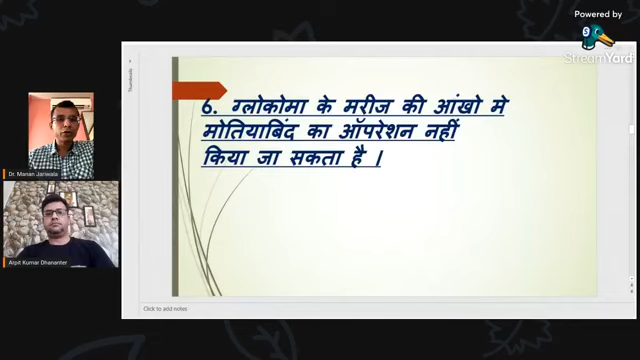 Powered by
StreamYard
Thumbnails
6. ग्लोकोमा के मरीज की आंखो मे
मोतियाबिंद का ऑपरेशन नहीं
किया जा सकता है ।
Dr. Manan Jariwala
Arpit Kumar Dhananter
Click to add notes